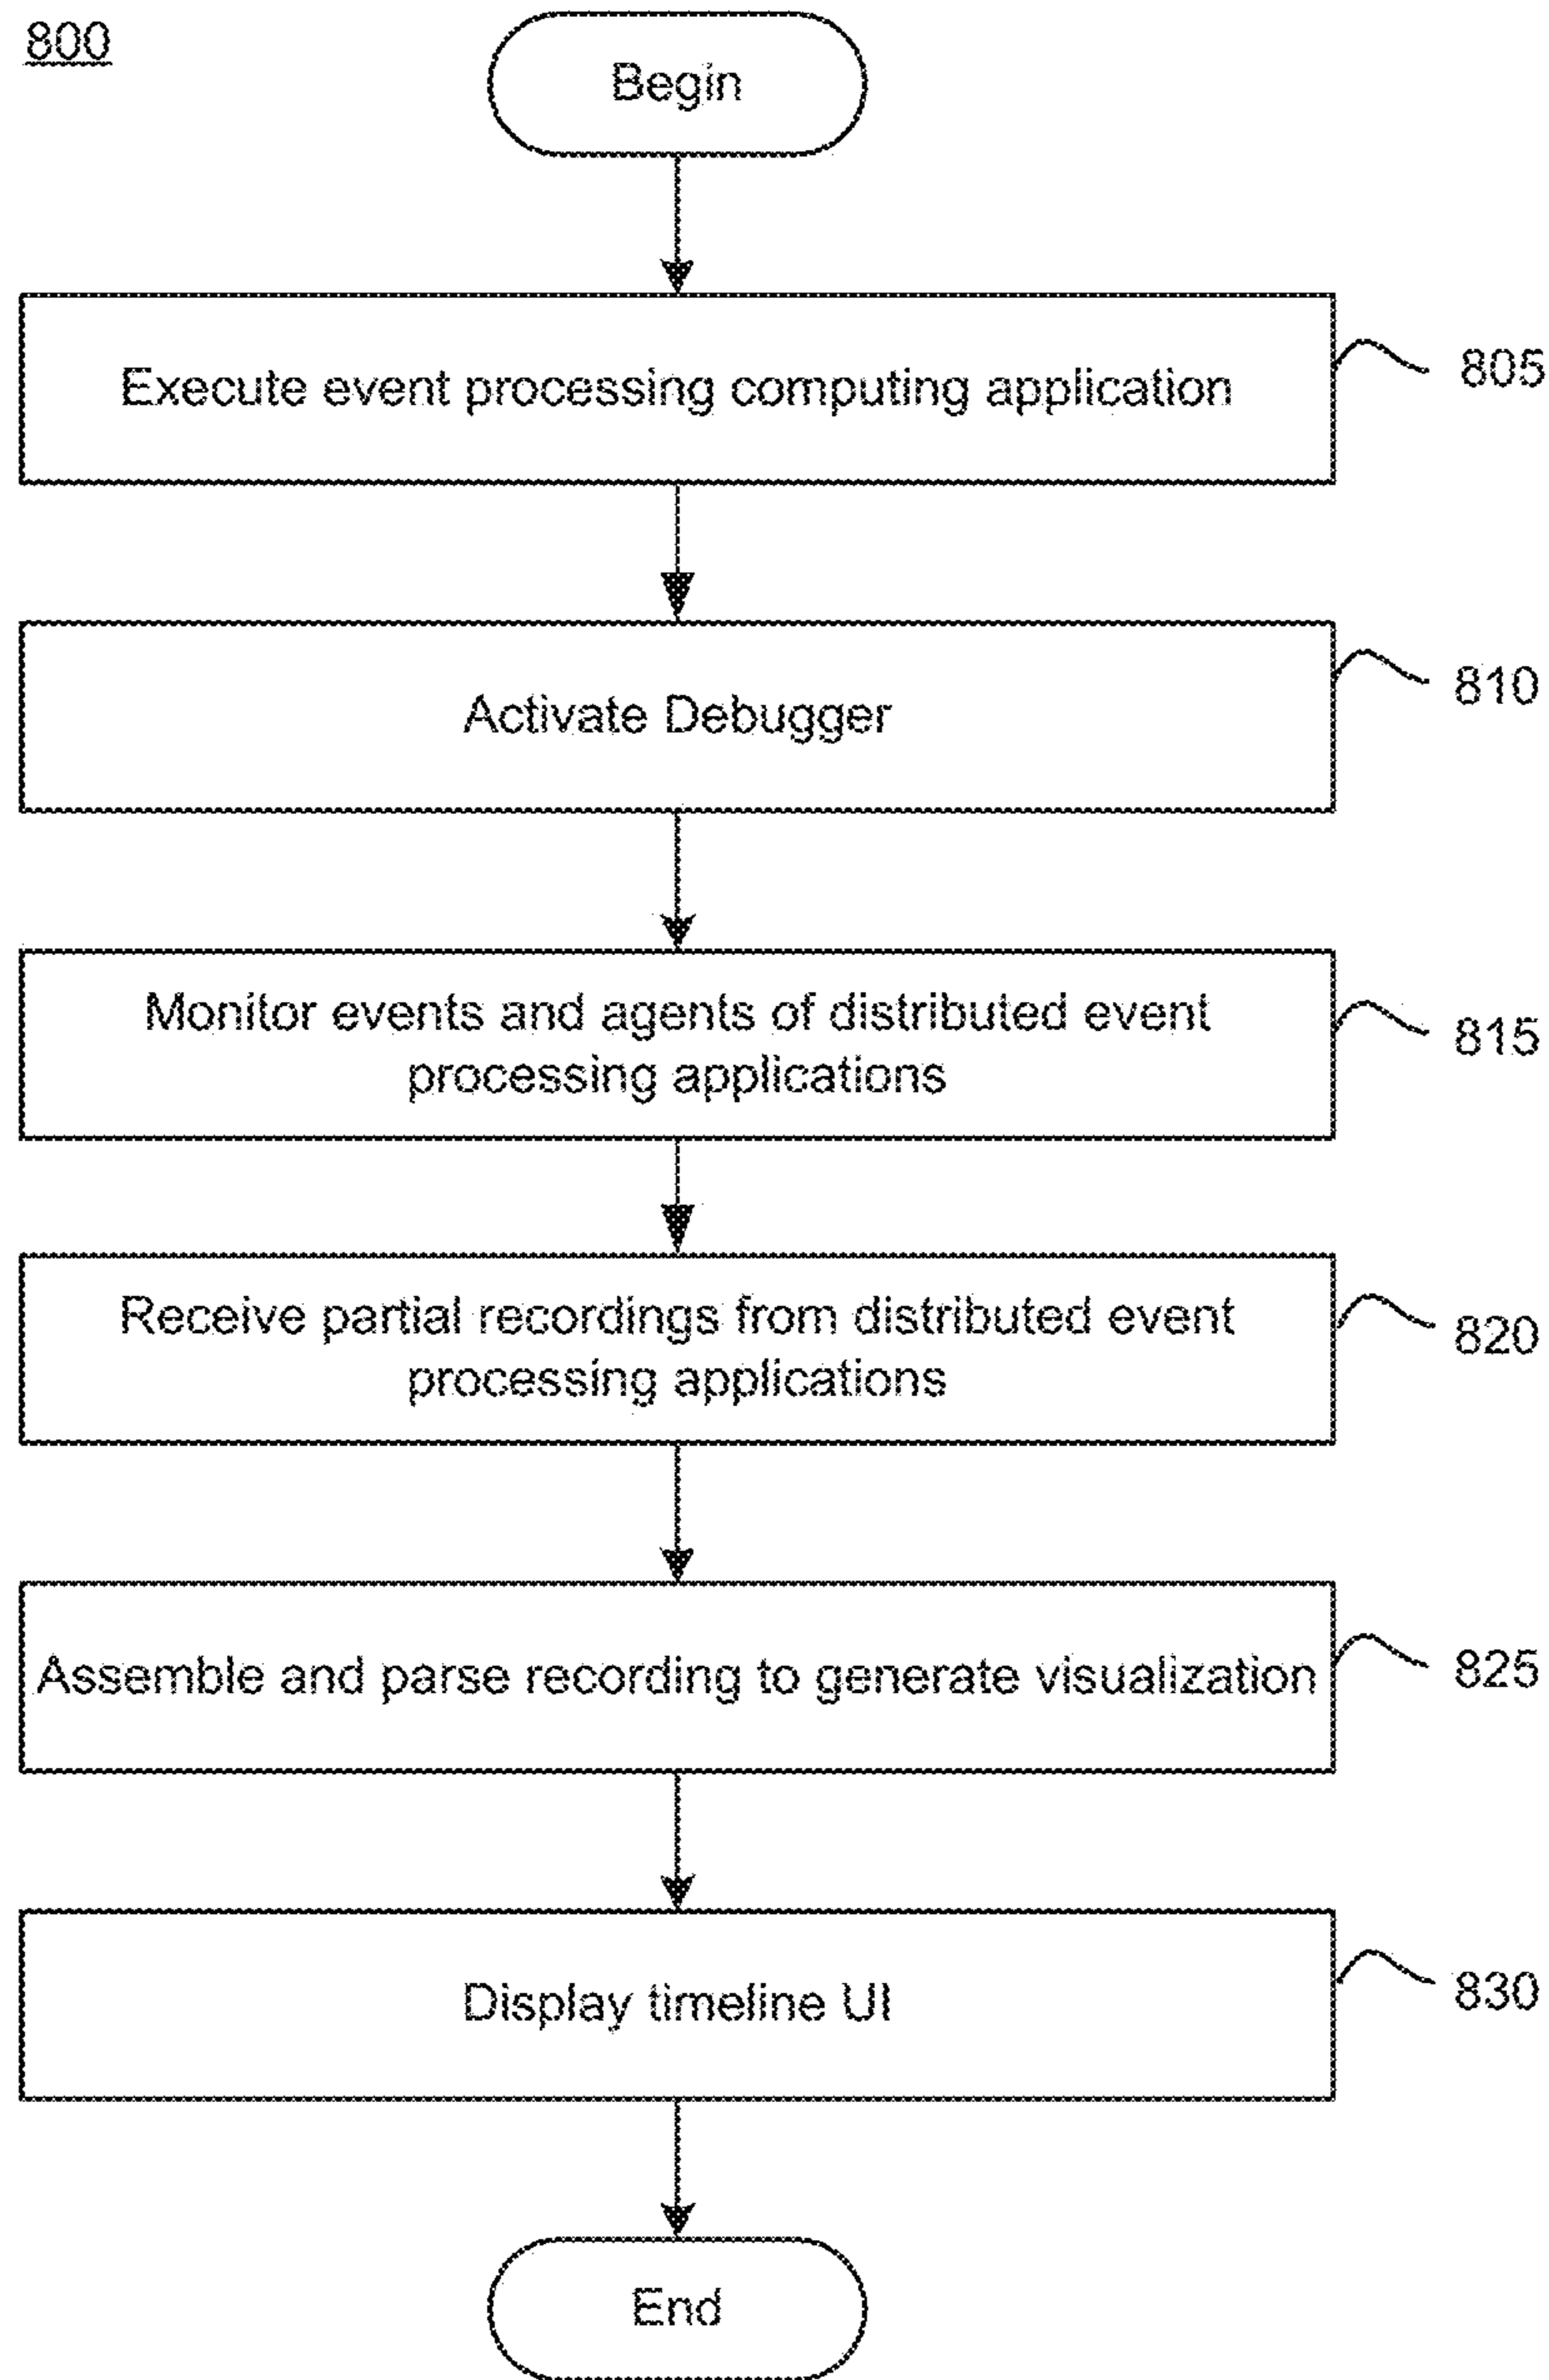 800
Begin
Execute event processing computing application
805
Activate Debugger
810
Monitor events and agents of distributed event
processing applications
815
Receive partial recordings from distributed event
processing applications
820
Assemble and parse recording to generate visualization
825
Display timeline UI
830
End